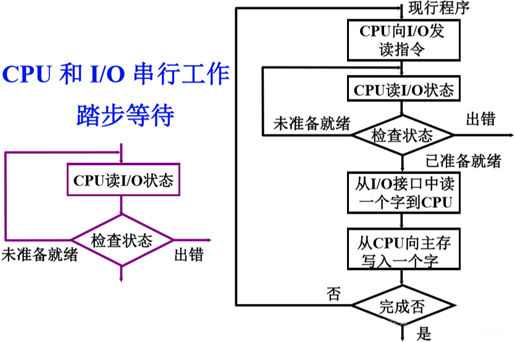 CPU 和 I/O 串行工作
踏步等待
CPU读I/O状态
检查状态
未准备就绪
出错
现行程序
CPU向I/O发
读指令
CPU读I/O状态
未准备就绪
检查状态
出错
已准备就绪
从I/O接口中读
一个字到CPU
从CPU向主存
写入一个字
否
完成否
是